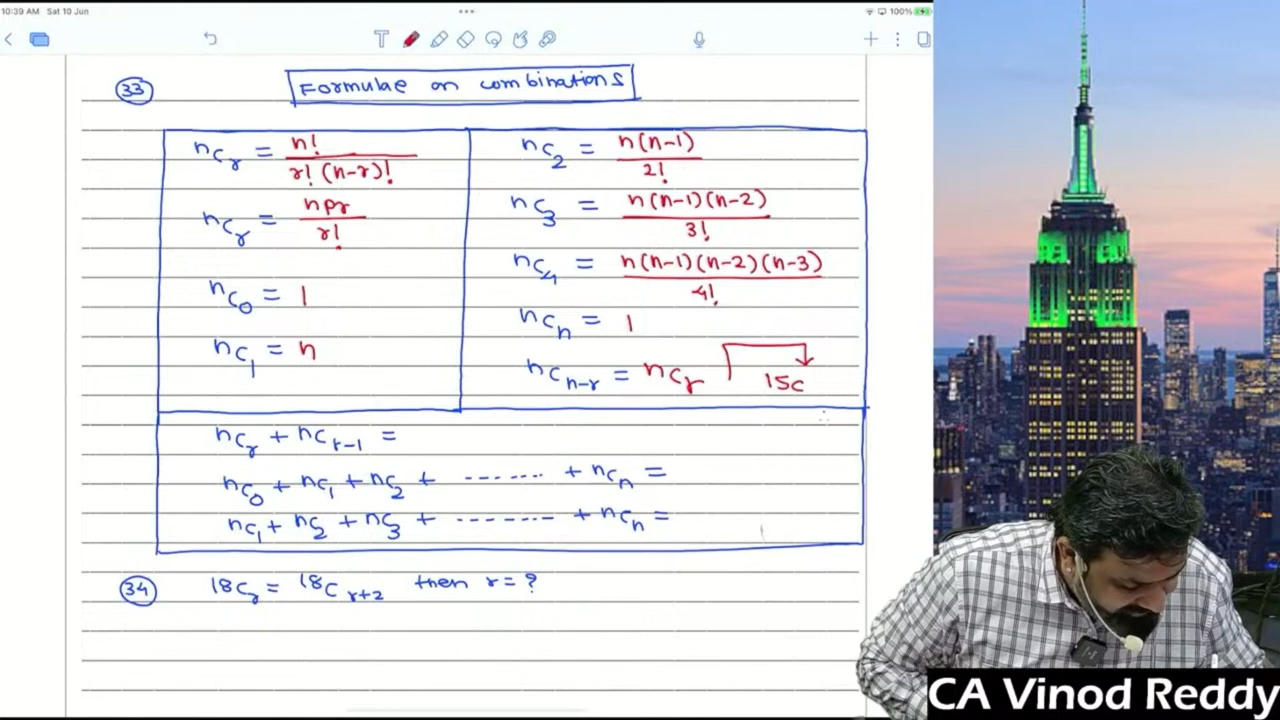 10:39 AM Sat 10 Jun
100%
T
33 Formulae on combinations
nCr = n! / r! (n-r)!
nCr = nPr / r!
nC0 = 1
nC1 = n
nC2 = n(n-1) / 2!
nC3 = n(n-1)(n-2) / 3!
nC4 = n(n-1)(n-2)(n-3) / 4!
nCn = 1
nCn-r = nCr 15C
nCr + nCr-1 =
nC0 + nC1 + nC2 + ------- + nCn =
nC1 + nC2 + nC3 + -------- + nCn =
34 18Cr = 18C r+2 then r = ?
CA Vinod Reddy